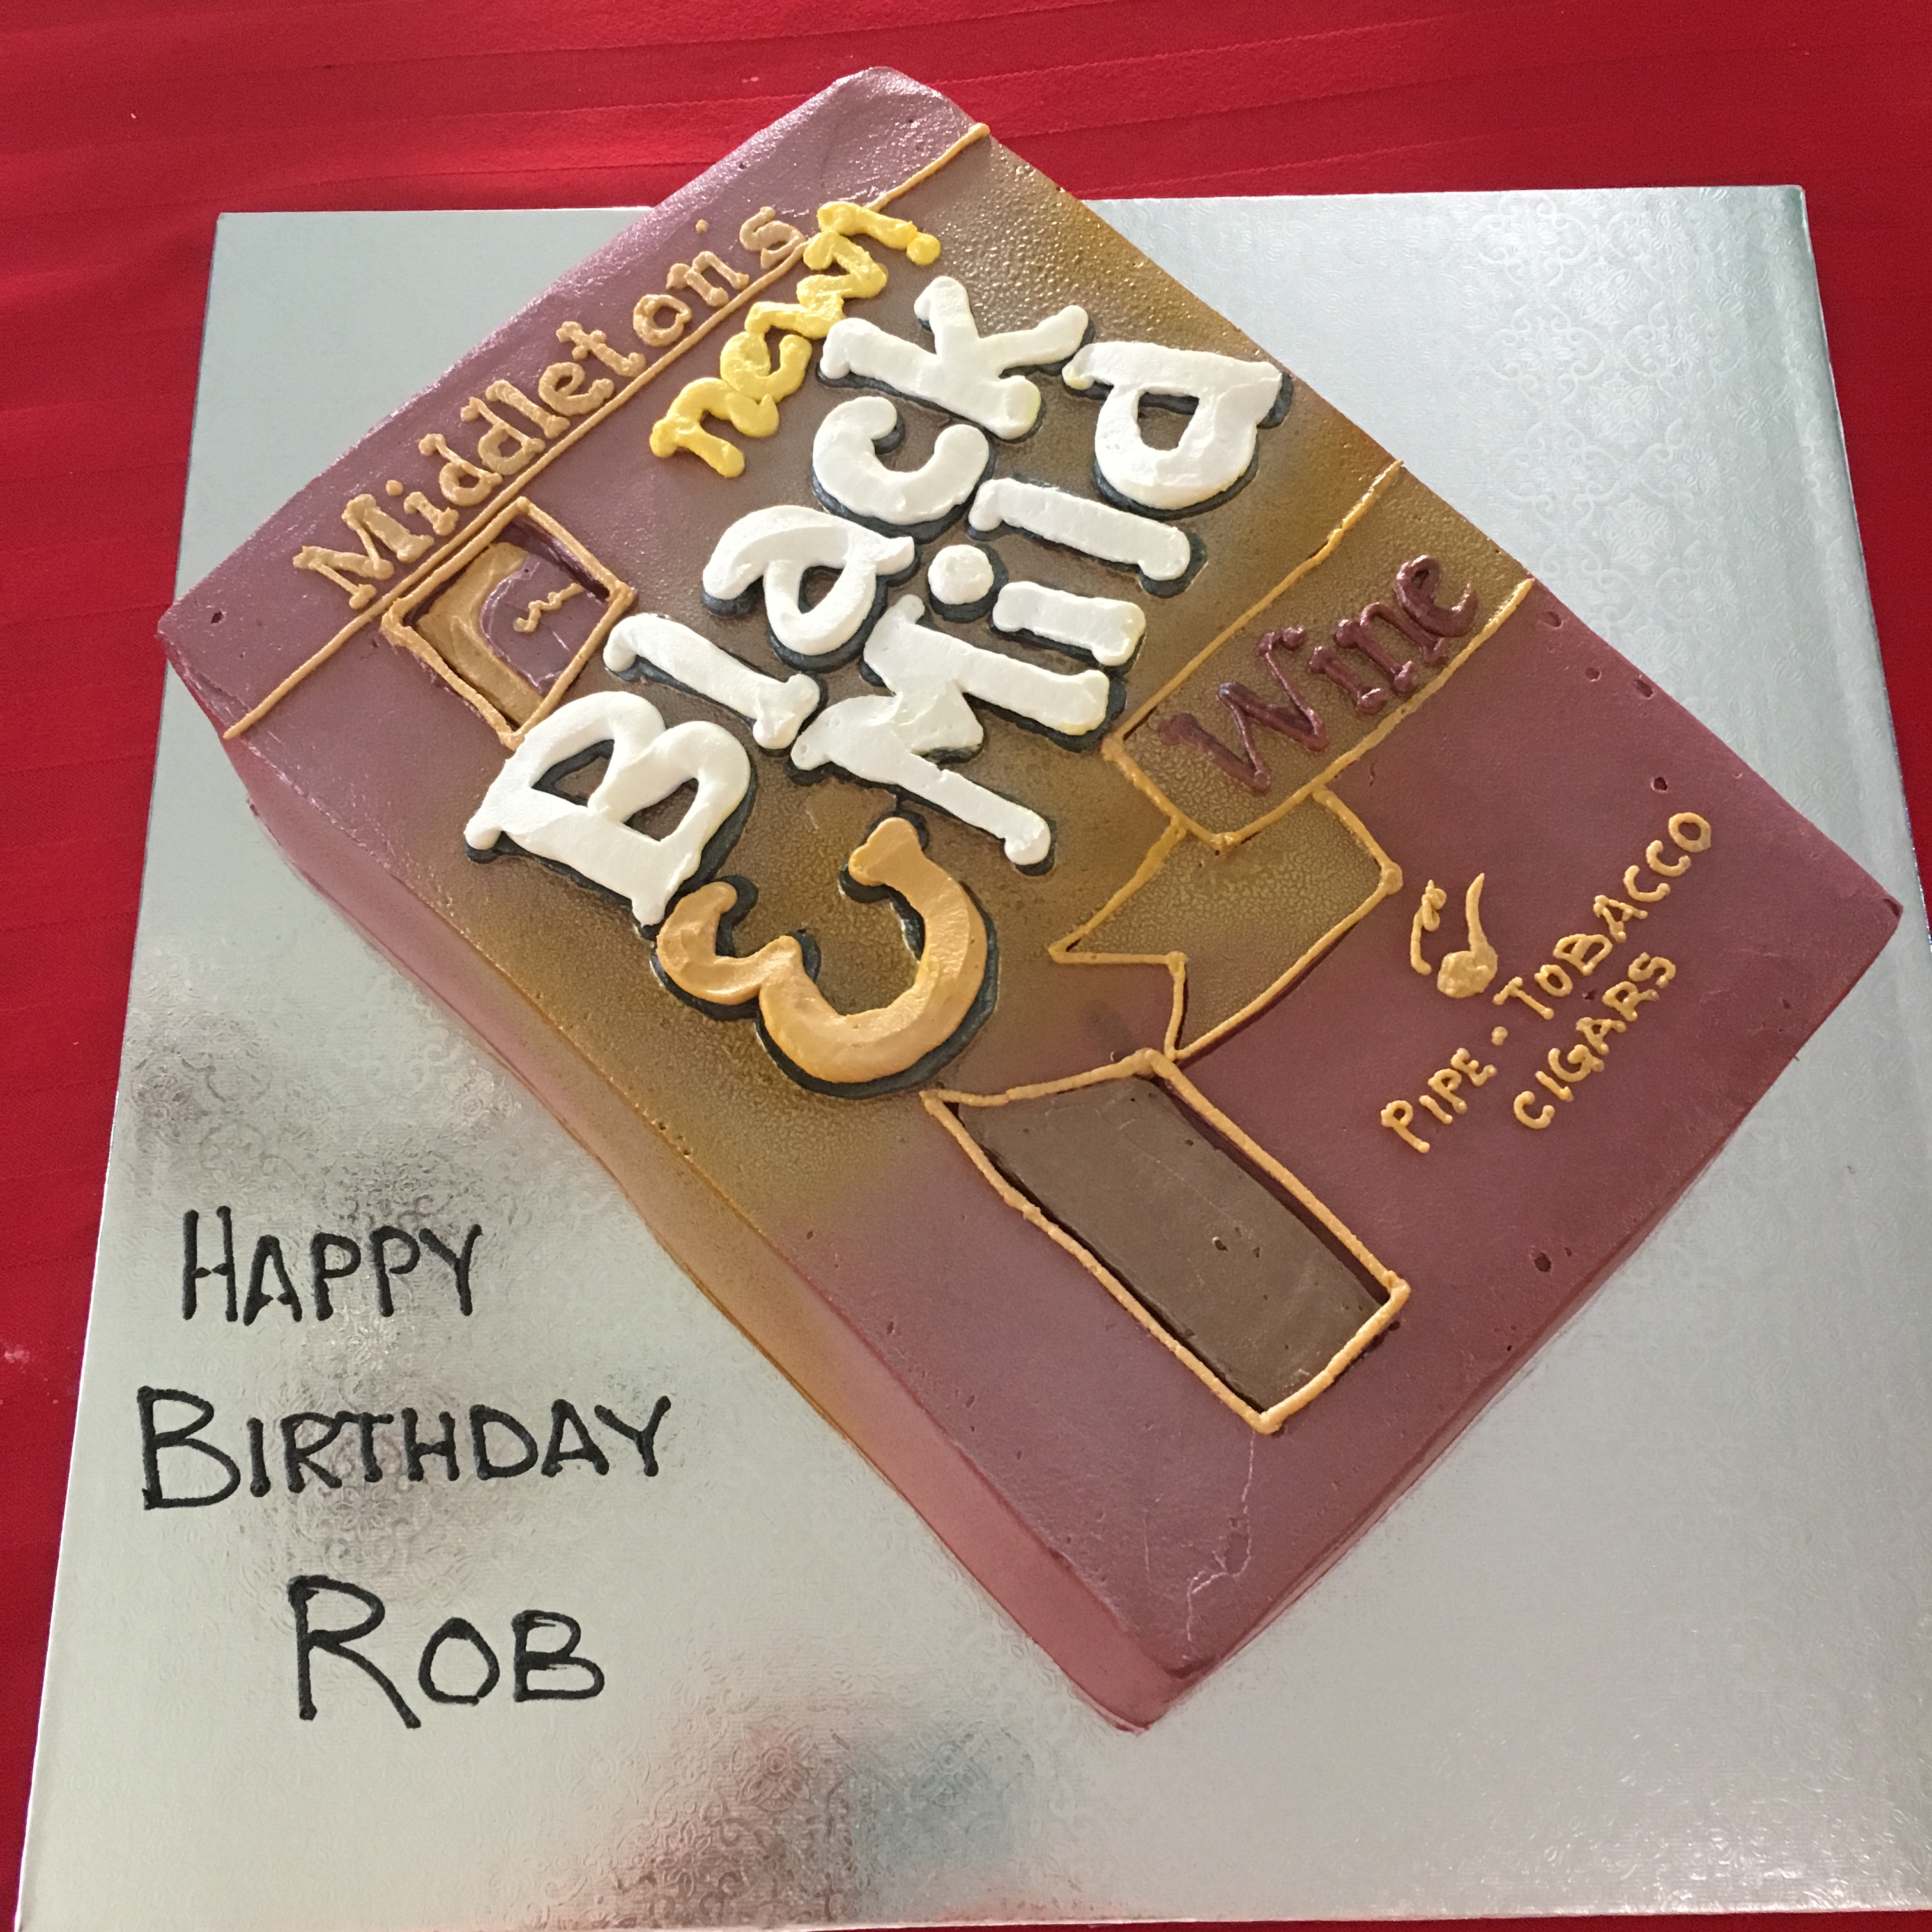 Middleton's
new!
Black
& Mild
Wine
PIPE-TOBACCO
CIGARS
HAPPY
BIRTHDAY
ROB